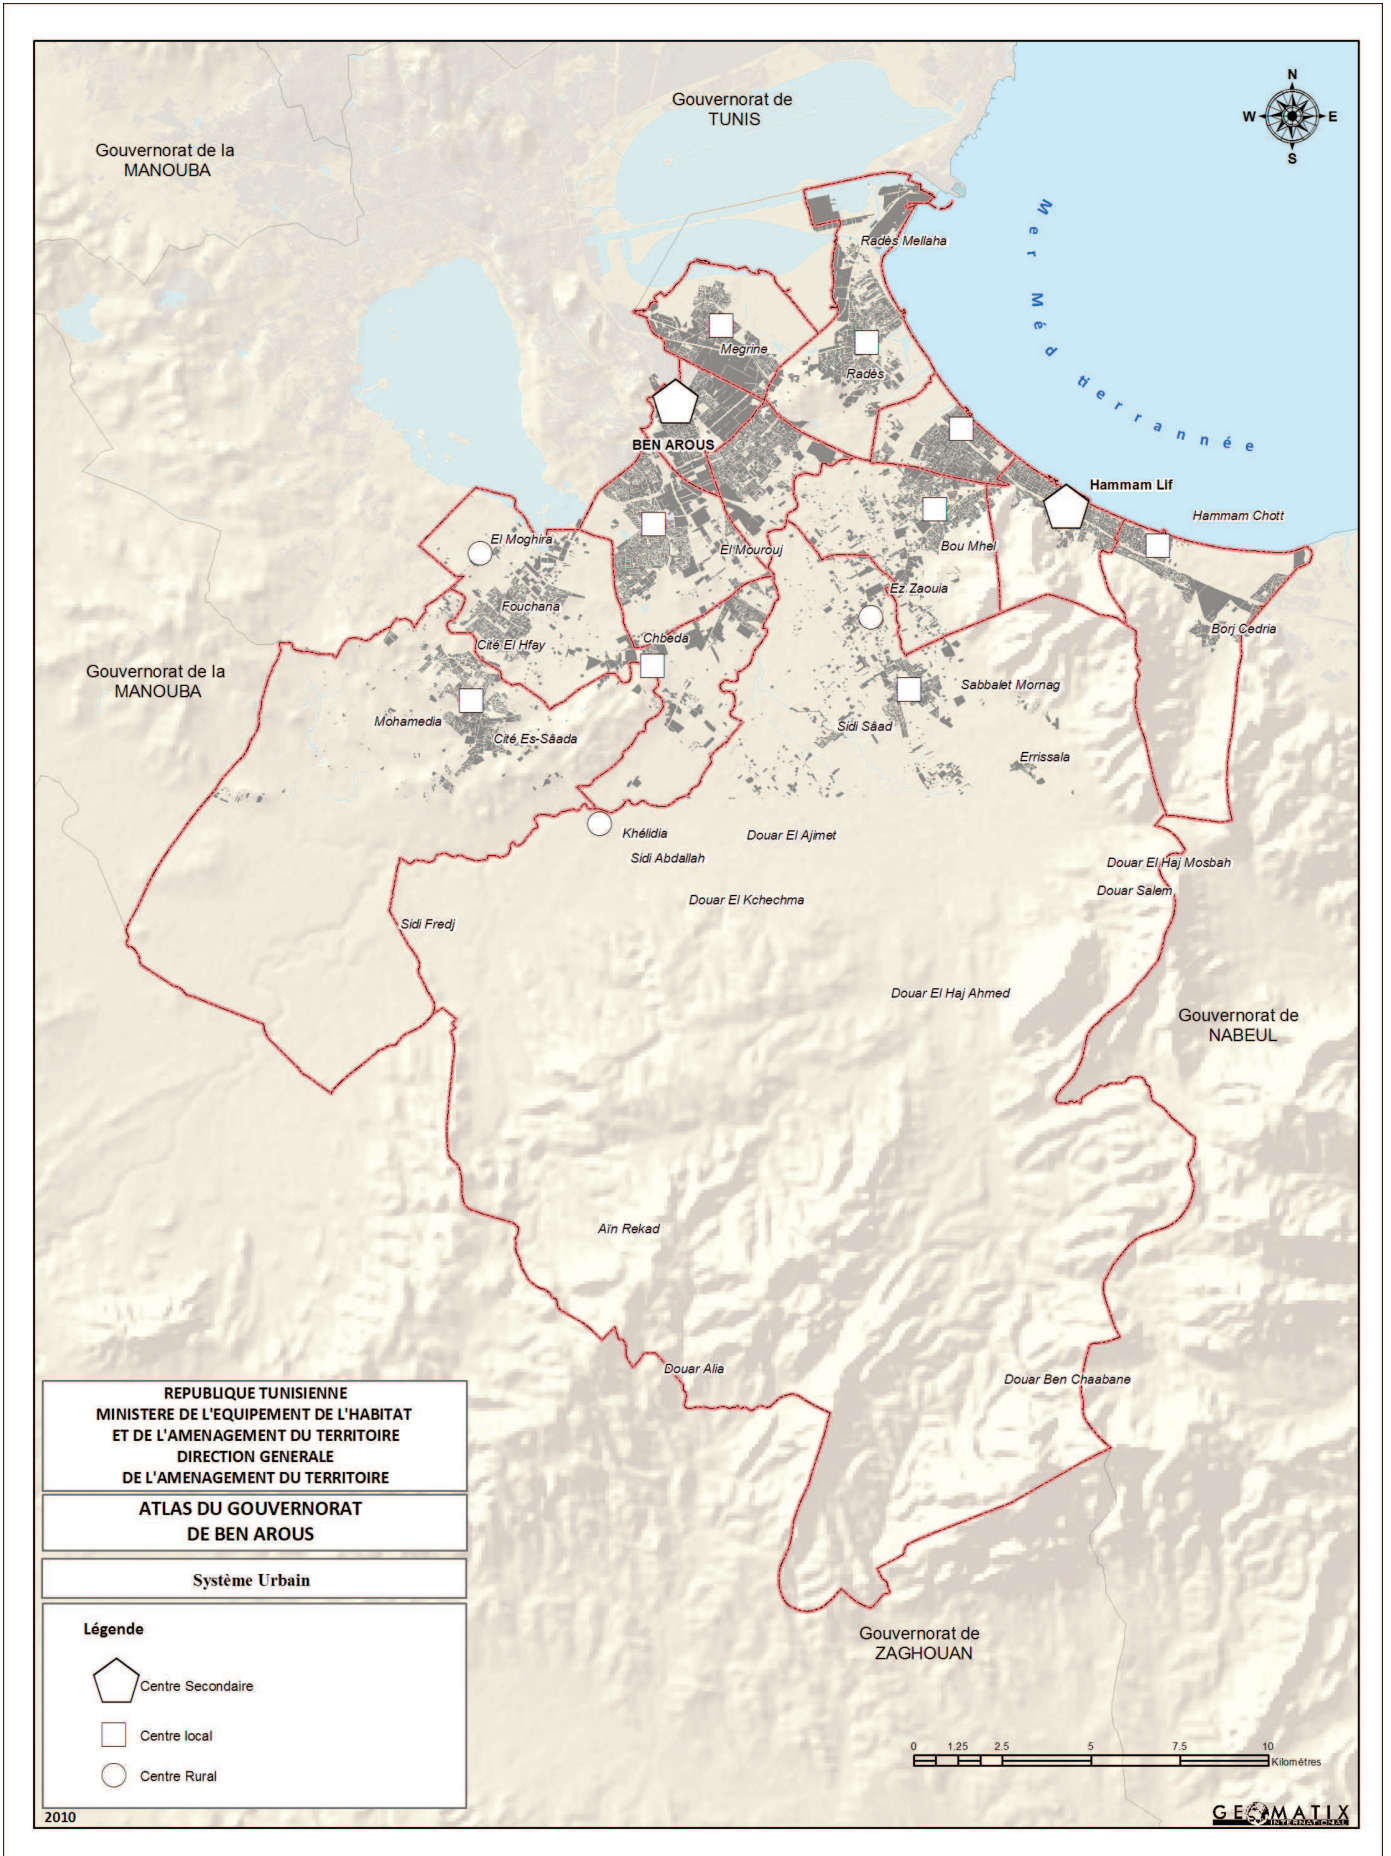 Gouvernorat de
TUNIS
N
W
E
S
Gouvernorat de la
MANOUBA
Mer Méditerrannée
Radès Mellaha
Megrine
Radès
BEN AROUS
Hammam Lif
Hammam Chott
El Moghira
El Mourouj
Bou Mhel
Ez Zaouia
Fouchana
Borj Cedria
Chbeda
Cité El Hfay
Gouvernorat de la
MANOUBA
Sabbalet Mornag
Mohamedia
Sidi Sâad
Cité Es-Sâada
Errissala
Khélidia
Douar El Ajimet
Sidi Abdallah
Douar El Haj Mosbah
Douar Salem
Douar El Kchechma
Sidi Fredj
Douar El Haj Ahmed
Gouvernorat de
NABEUL
Aïn Rekad
Douar Alia
Douar Ben Chaabane
REPUBLIQUE TUNISIENNE
MINISTERE DE L'EQUIPEMENT DE L'HABITAT
ET DE L'AMENAGEMENT DU TERRITOIRE
DIRECTION GENERALE
DE L'AMENAGEMENT DU TERRITOIRE
ATLAS DU GOUVERNORAT
DE BEN AROUS
Système Urbain
Légende
Centre Secondaire
Centre local
Centre Rural
2010
Gouvernorat de
ZAGHOUAN
0 1.25 2.5 5 7.5 10
Kilomètres
GEOMATIX
INTERNATIONAL